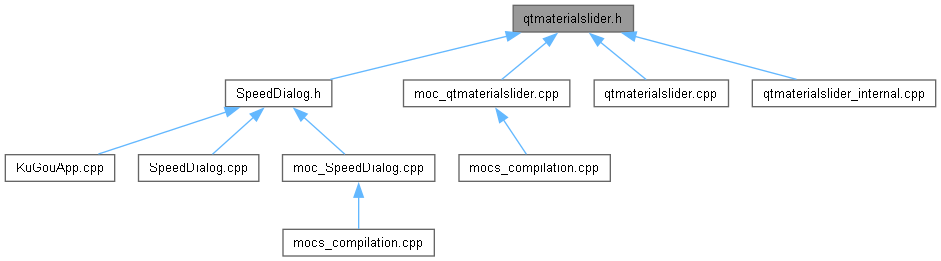 qtmaterialslider.h
SpeedDialog.h
moc_qtmaterialslider.cpp
qtmaterialslider.cpp
qtmaterialslider_internal.cpp
KuGouApp.cpp
SpeedDialog.cpp
moc_SpeedDialog.cpp
mocs_compilation.cpp
mocs_compilation.cpp